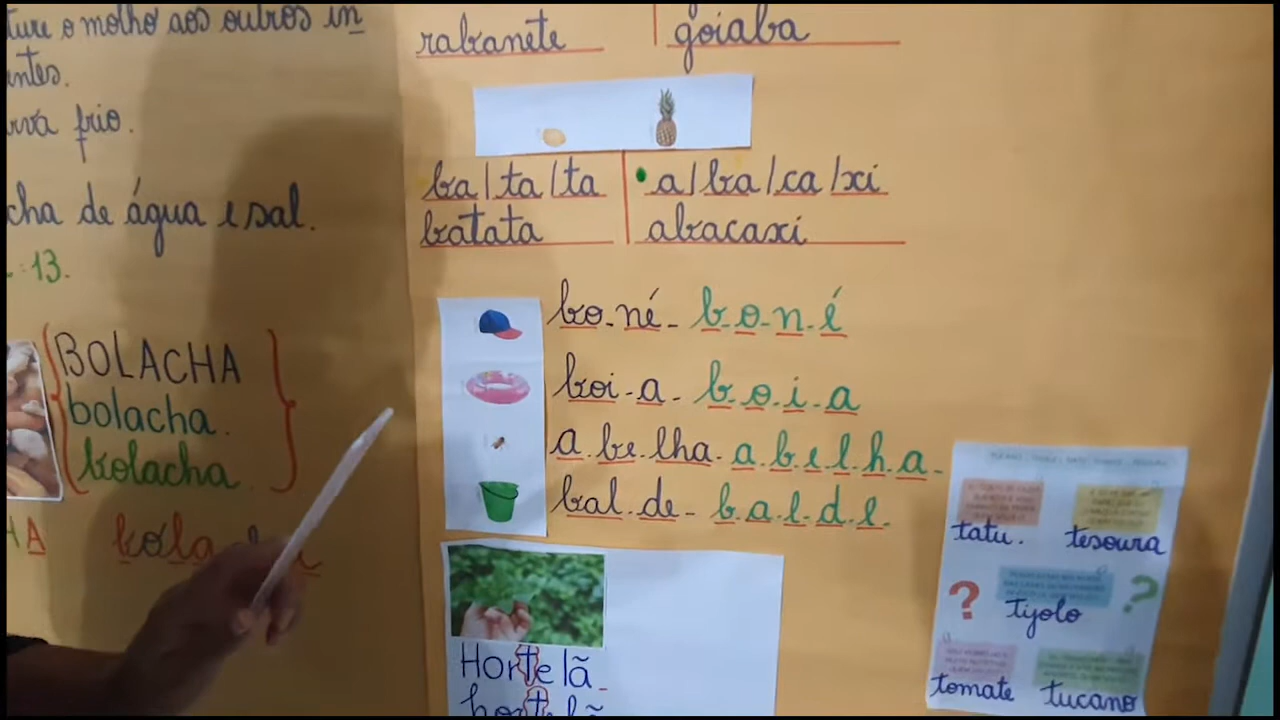 ture o molho aos outros in
ntes.
rva frio.
cha de água e sal.
: 13.
BOLACHA
bolacha.
bolacha.
A
rabanete
goiaba
ba/ta/ta
a/ba/ca/xi
batata
abacaxi
bo-né- b-o-n-é
boi-a- b-o-i-a
a-be-lha- a-b-e-l-h-a-
bal-de- b-a-l-d-e-
Hortelã
hortelã
tatu.
tesoura
? tijolo ?
tomate
tucano